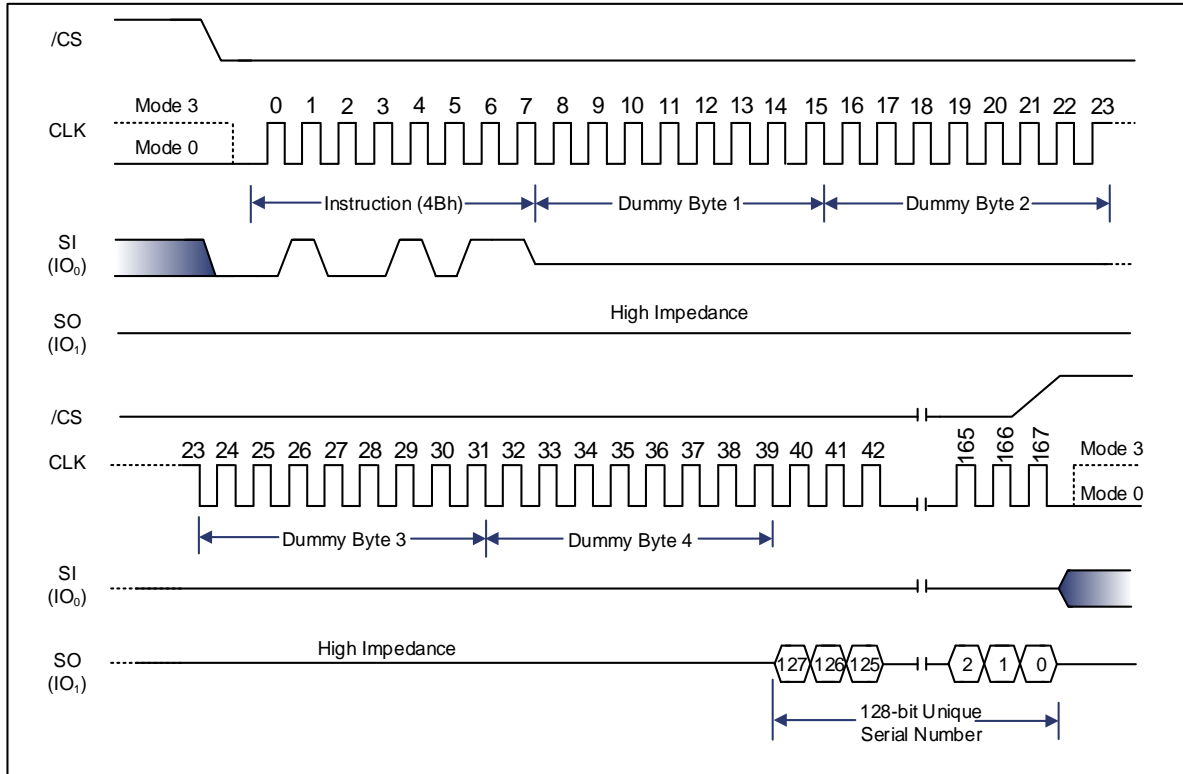 /CS
Mode 3
0 1 2 3 4 5 6 7 8 9 10 11 12 13 14 15 16 17 18 19 20 21 22 23
CLK
Mode 0
Instruction (4Bh) Dummy Byte 1 Dummy Byte 2
SI
(IO₀)
SO
(IO₁)
High Impedance
/CS
23 24 25 26 27 28 29 30 31 32 33 34 35 36 37 38 39 40 41 42 165 166 167
CLK
Mode 3
Mode 0
Dummy Byte 3 Dummy Byte 4
SI
(IO₀)
SO
(IO₁)
High Impedance
127 126 125 2 1 0
128-bit Unique
Serial Number